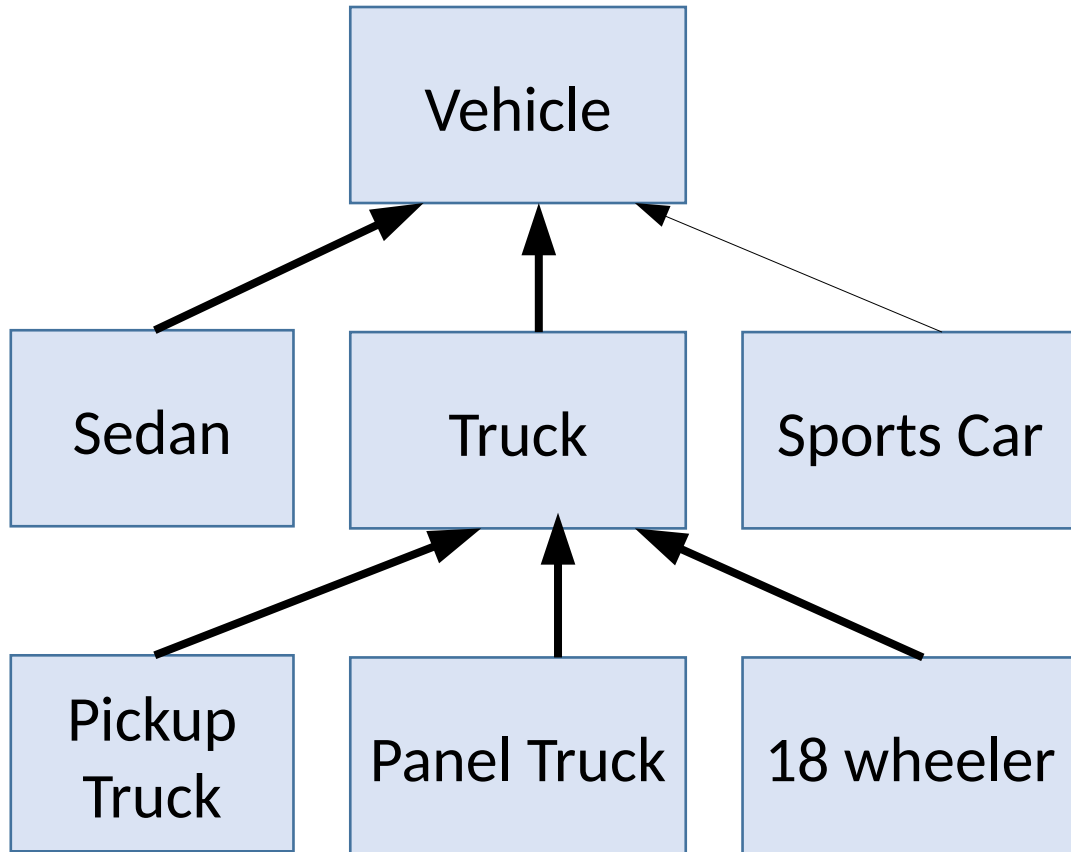 Vehicle
Sedan
Truck
Sports Car
Pickup
Truck
Panel Truck
18 wheeler